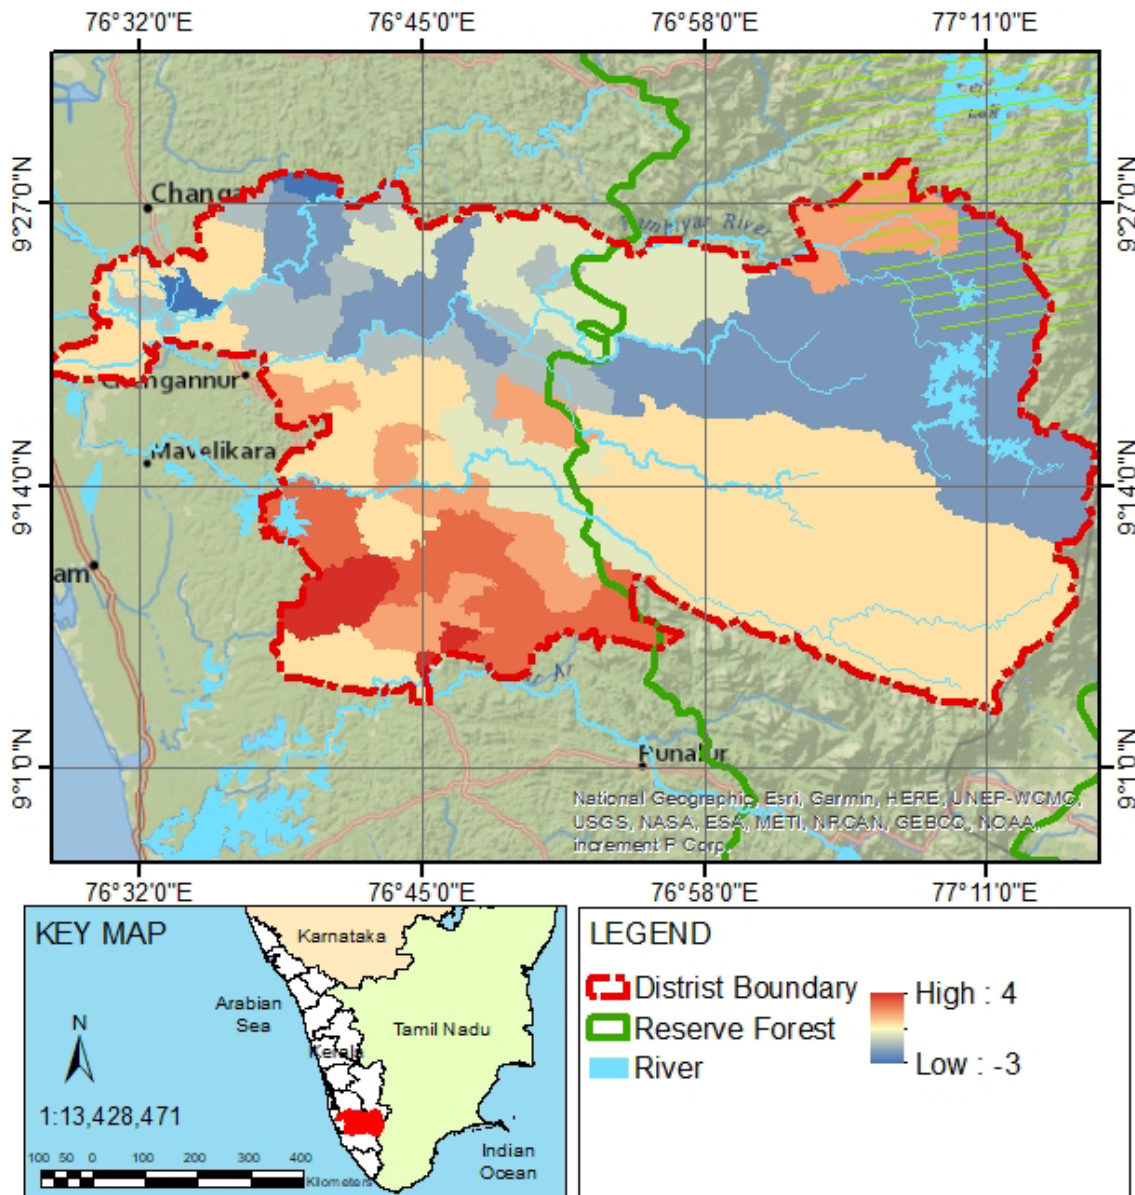 76°32'0"E 76°45'0"E 76°58'0"E 77°11'0"E
9°27'0"N
9°27'0"N
Changa
River
Changannur
Mavelikara
9°14'0"N
9°14'0"N
am
Punalur
9°1'0"N
9°1'0"N
National Geographic, Esri, Garmin, HERE, UNEP-WCMC,
USGS, NASA, ESA, METI, NRCAN, GEBCO, NOAA,
increment P Corp.
76°32'0"E 76°45'0"E 76°58'0"E 77°11'0"E
KEY MAP
Karnataka
Arabian
Sea
N
Tamil Nadu
Kerala
1:13,428,471
Indian
Ocean
100 50 0 100 200 300 400
Kilometers
LEGEND
Distrist Boundary
Reserve Forest
River
High : 4
Low : -3